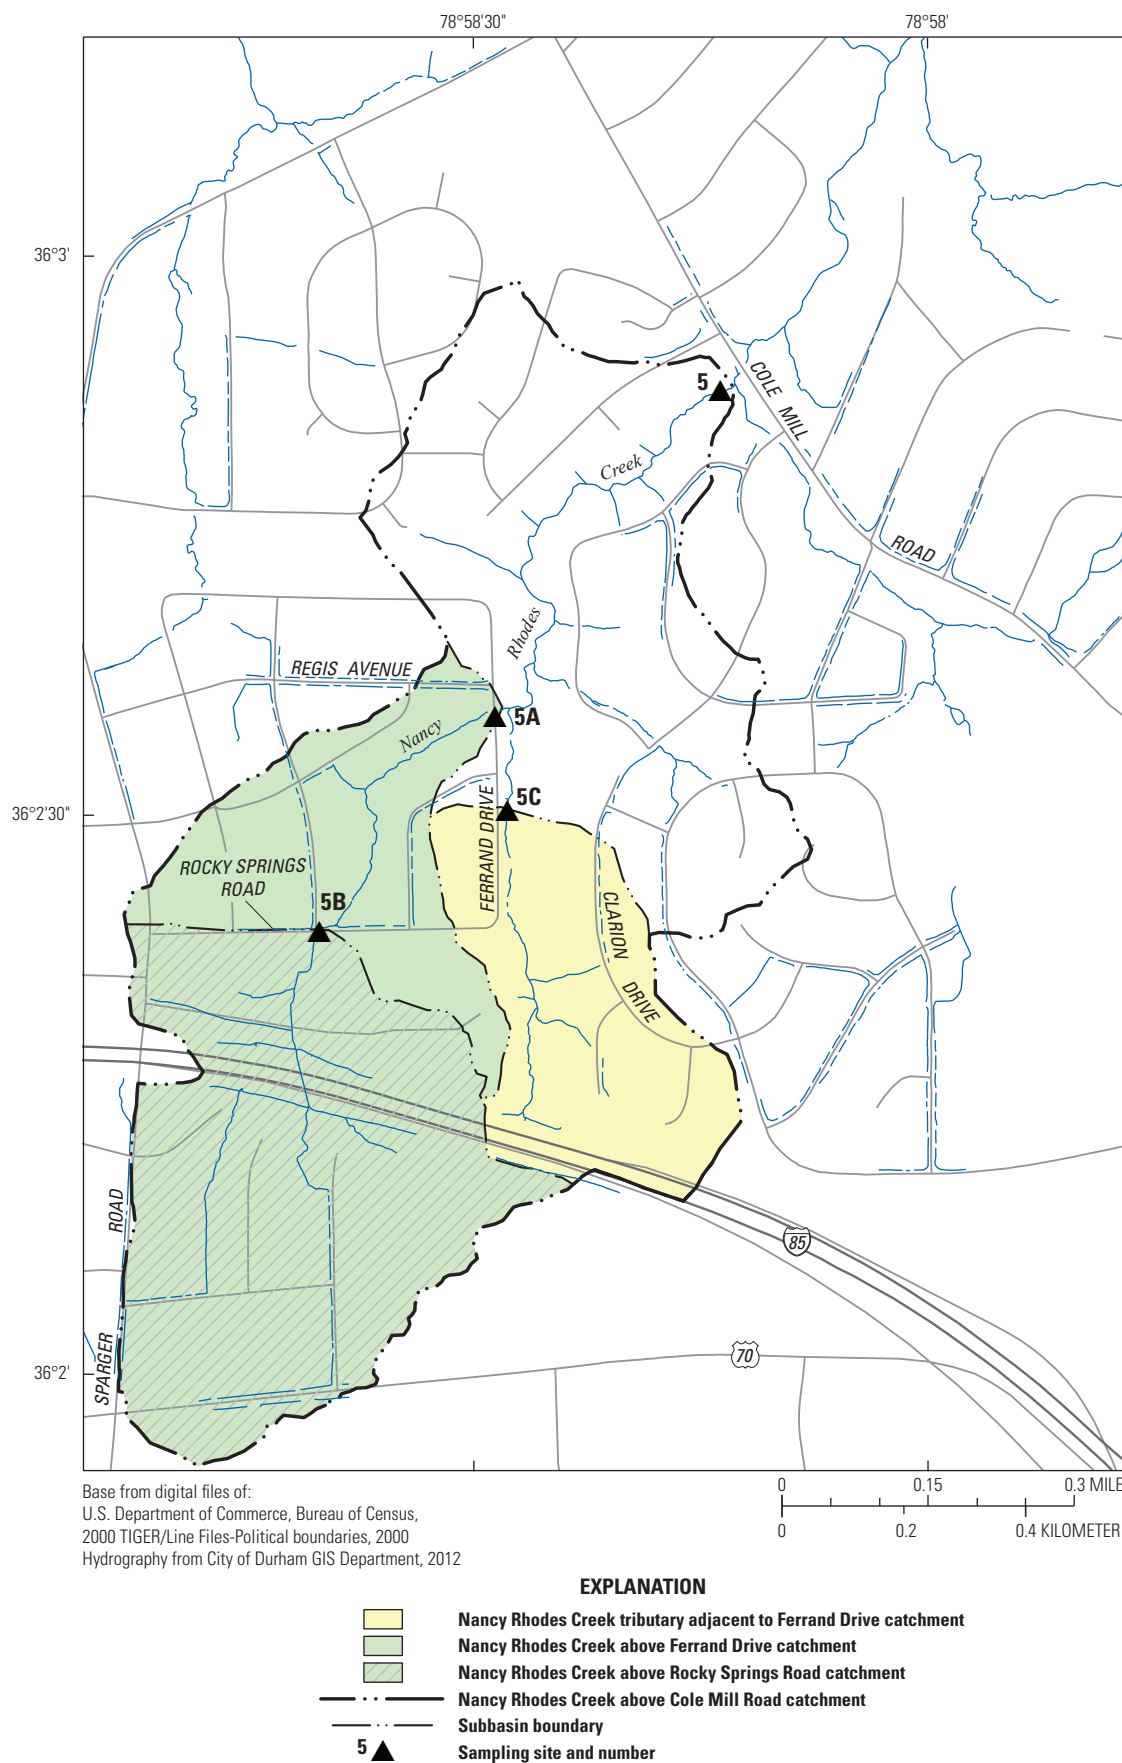 78°58'30"
78°58'
36°3'
5
COLE MILL
Creek
ROAD
Rhodes
REGIS AVENUE
5A
Nancy
5C
36°2'30"
FERRAND DRIVE
ROCKY SPRINGS
ROAD
5B
CLARION
DRIVE
ROAD
85
SPARGER
70
36°2'
Base from digital files of:
U.S. Department of Commerce, Bureau of Census,
2000 TIGER/Line Files-Political boundaries, 2000
Hydrography from City of Durham GIS Department, 2012
0 0.15 0.3 MILE
0 0.2 0.4 KILOMETER
EXPLANATION
Nancy Rhodes Creek tributary adjacent to Ferrand Drive catchment
Nancy Rhodes Creek above Ferrand Drive catchment
Nancy Rhodes Creek above Rocky Springs Road catchment
Nancy Rhodes Creek above Cole Mill Road catchment
Subbasin boundary
5 Sampling site and number